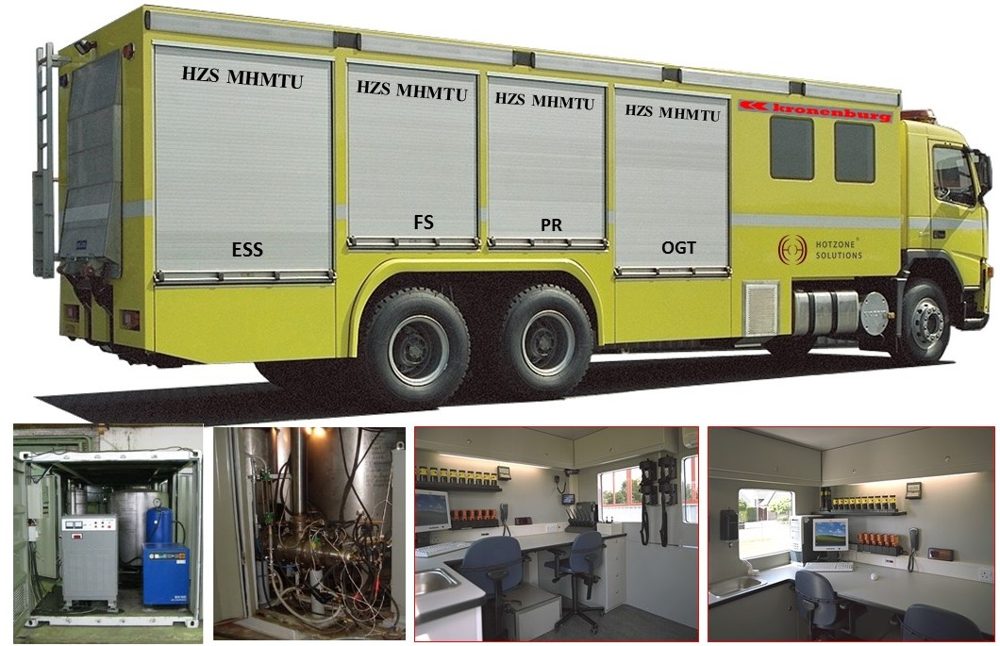 HZS MHMTU
HZS MHMTU
HZS MHMTU
HZS MHMTU
kronenburg
ESS
FS
PR
OGT
HOTZONE®
SOLUTIONS